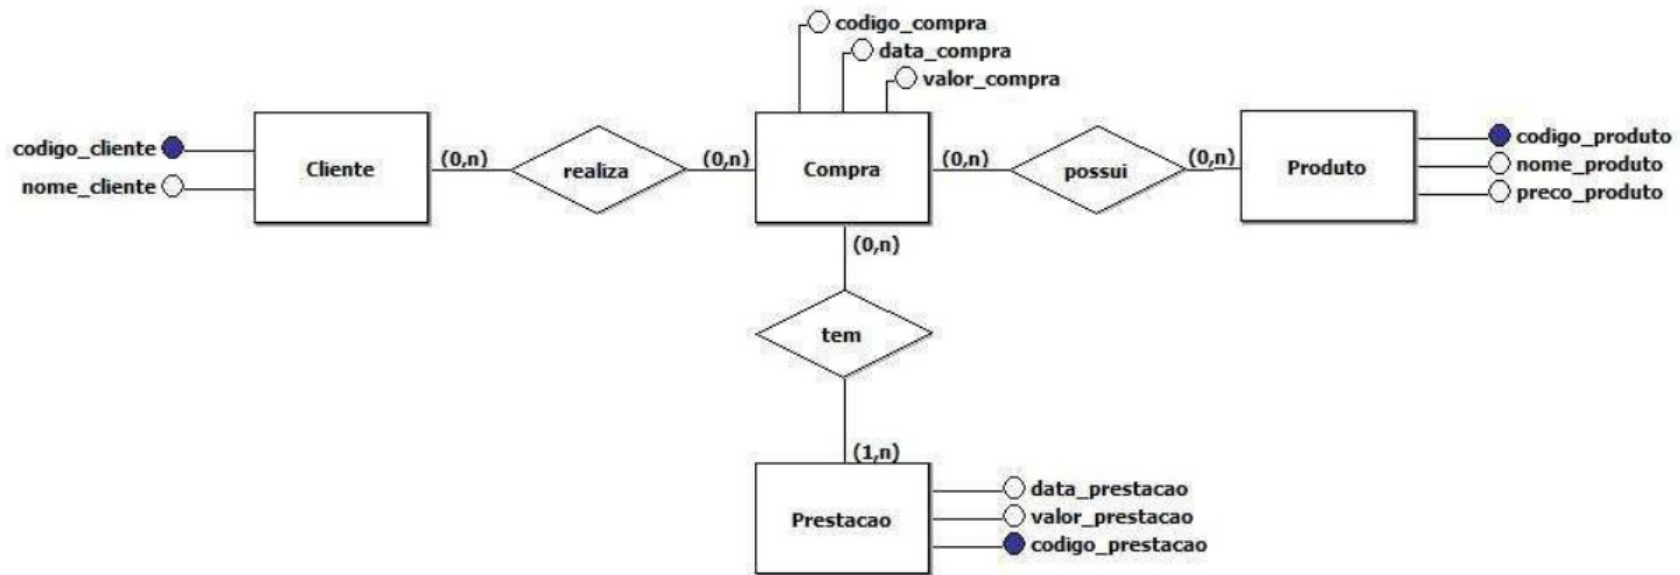 codigo_compra
data_compra
valor_compra
codigo_cliente
nome_cliente
Cliente
(0,n)
realiza
(0,n)
Compra
(0,n)
possui
(0,n)
Produto
codigo_produto
nome_produto
preco_produto
(0,n)
tem
(1,n)
Prestacao
data_prestacao
valor_prestacao
codigo_prestacao